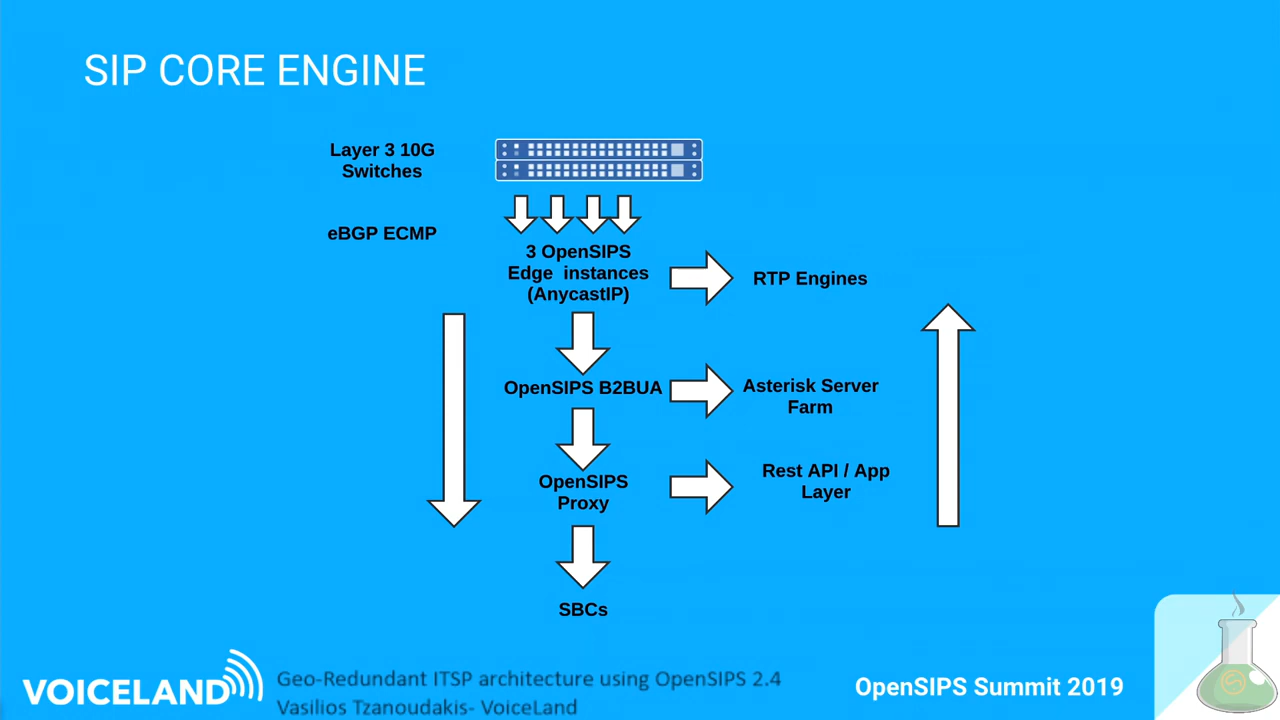 SIP CORE ENGINE
Layer 3 10G
Switches
eBGP ECMP
3 OpenSIPS
Edge instances
(AnycastIP)
RTP Engines
OpenSIPS B2BUA
Asterisk Server
Farm
OpenSIPS
Proxy
Rest API / App
Layer
SBCs
VOICELAND
Geo-Redundant ITSP architecture using OpenSIPS 2.4
Vasilios Tzanoudakis- VoiceLand
OpenSIPS Summit 2019